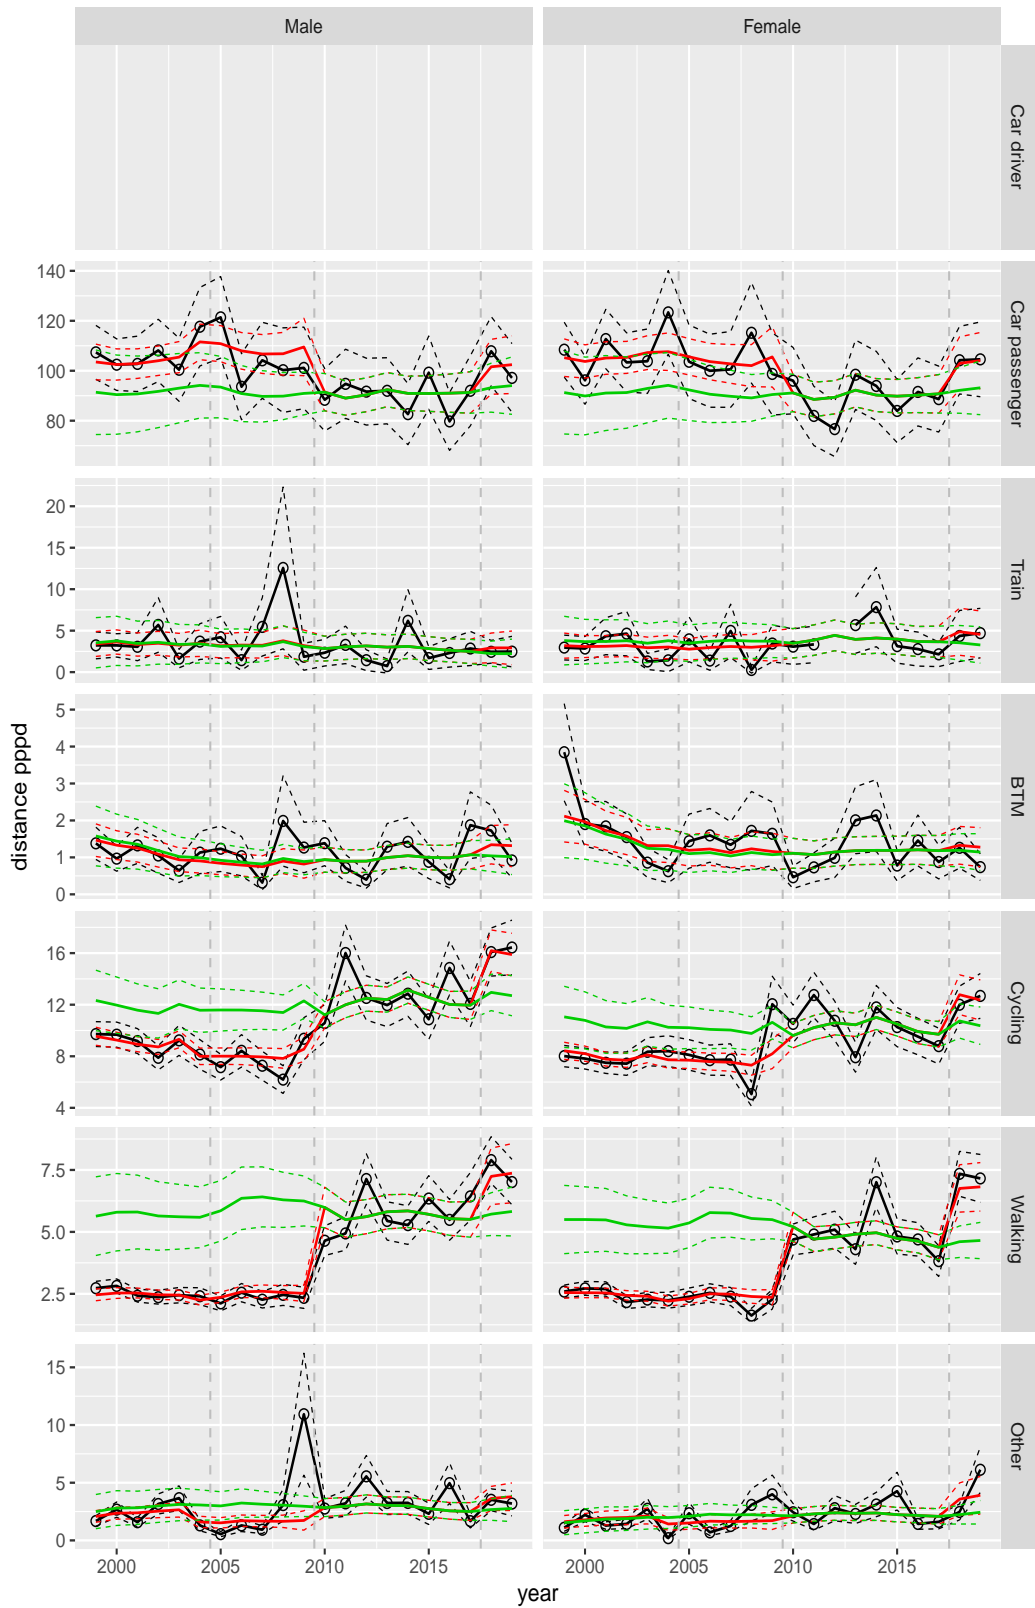 Male Female
Car driver
140
120
100
80
Car passenger
20
15
10
5
0
Train
5
4
3
2
1
0
BTM
distance pppd
16
12
8
4
Cycling
7.5
5.0
2.5
Walking
15
10
5
0
Other
2000 2005 2010 2015 2000 2005 2010 2015
year